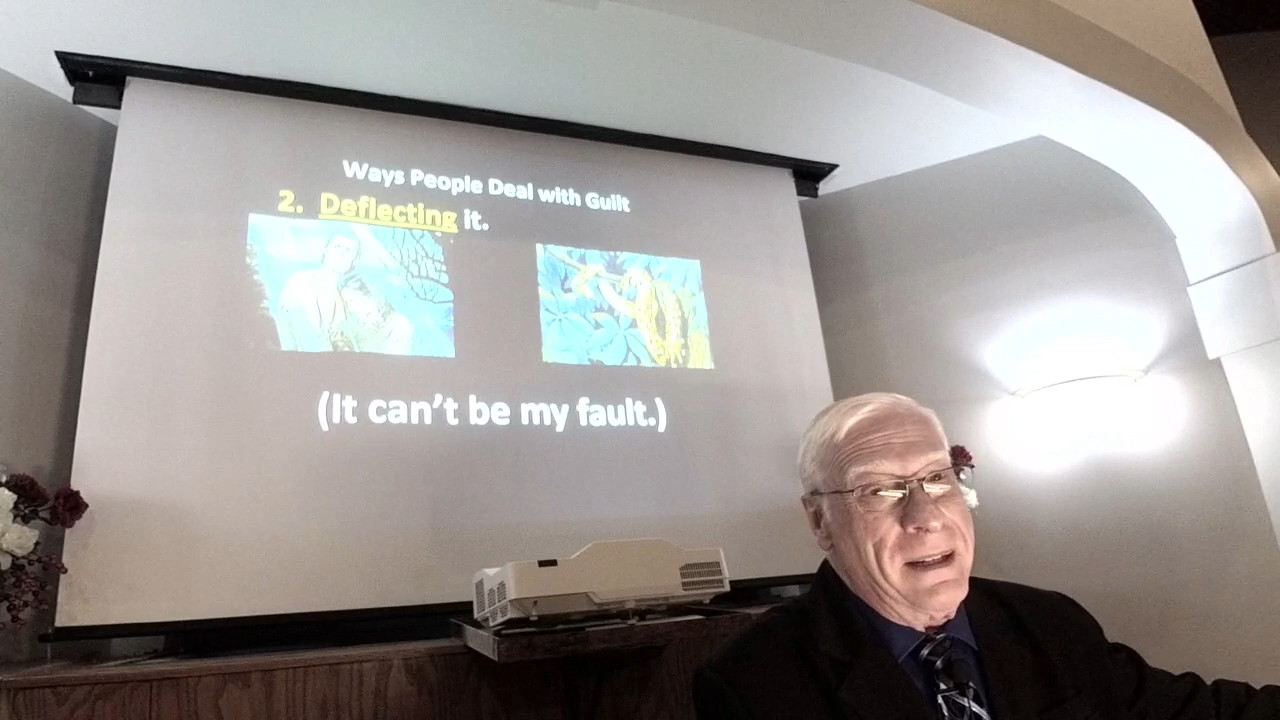 Ways People Deal with Guilt
2. Deflecting it.
(It can’t be my fault.)